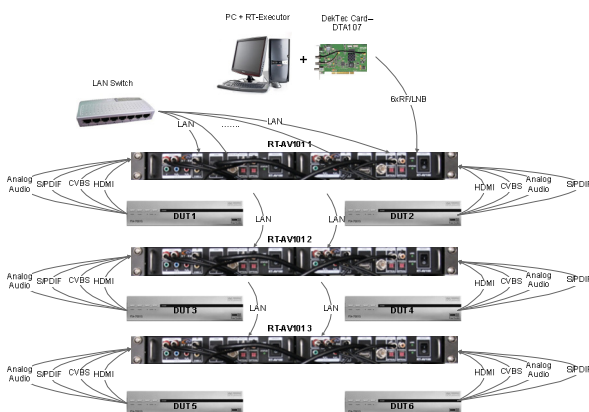 PC + RT-Executor
DekTec Card–
DTA107
+
LAN Switch
6xRF/LNB
LAN
.......
LAN
RT-AV101 1
Analog
Audio
S/PDIF
CVBS
HDMI
DUT1
DUT2
HDMI
CVBS
Analog
Audio
S/PDIF
LAN
LAN
RT-AV101 2
Analog
Audio
S/PDIF
CVBS
HDMI
DUT3
DUT4
HDMI
CVBS
Analog
Audio
S/PDIF
LAN
LAN
RT-AV101 3
Analog
Audio
S/PDIF
CVBS
HDMI
DUT5
DUT6
HDMI
CVBS
Analog
Audio
S/PDIF